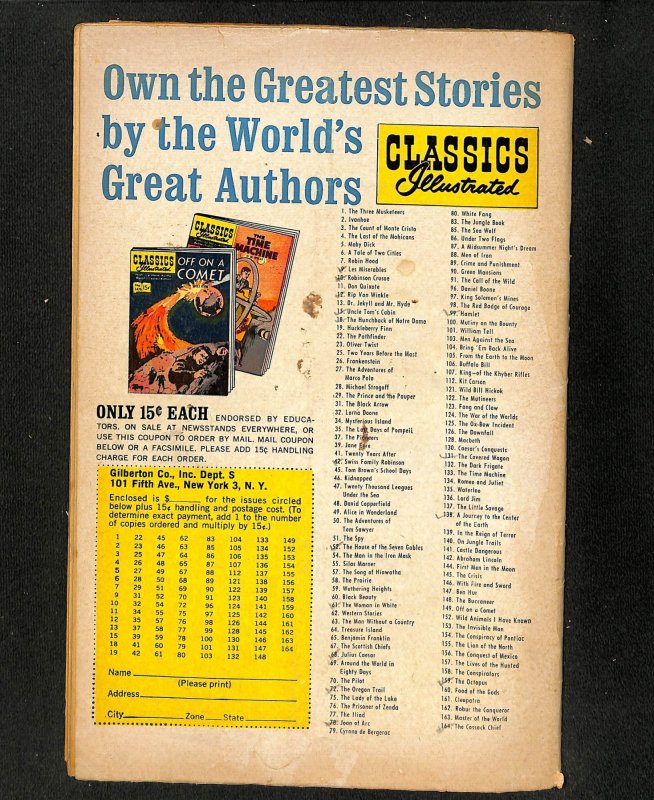 Own the Greatest Stories
by the World's
Great Authors
CLASSICS
Illustrated
CLASSICS
Illustrated
THE
TIME
MACHINE
CLASSICS
Illustrated
15¢
OFF ON A
COMET
ONLY 15¢ EACH ENDORSED BY EDUCA-
TORS. ON SALE AT NEWSSTANDS EVERYWHERE, OR
USE THIS COUPON TO ORDER BY MAIL. MAIL COUPON
BELOW OR A FACSIMILE. PLEASE ADD 15¢ HANDLING
CHARGE FOR EACH ORDER.
Gilberton Co., Inc. Dept. S
101 Fifth Ave., New York 3, N. Y.
Enclosed is $ for the issues circled
below plus 15¢ handling and postage cost. (To
determine exact payment, add 1 to the number
of copies ordered and multiply by 15¢.)
1 22 45 62 83 104 133 149
2 23 46 63 85 105 134 152
3 25 47 64 86 106 135 153
4 26 48 65 87 107 136 154
5 27 49 67 88 112 137 155
6 28 50 68 89 121 138 156
7 29 51 69 90 122 139 157
9 31 52 70 91 123 140 158
10 32 54 72 96 124 141 159
11 34 55 75 97 125 142 160
12 35 57 76 98 126 144 161
13 37 58 77 99 128 145 162
15 39 59 78 100 130 146 163
18 41 60 79 101 131 147 164
19 42 61 80 103 132 148
Name
(Please print)
Address
City Zone State
1. The Three Musketeers
2. Ivanhoe
3. The Count of Monte Cristo
4. The Last of the Mohicans
5. Moby Dick
6. A Tale of Two Cities
7. Robin Hood
9. Les Miserables
10. Robinson Crusoe
11. Don Quixote
12. Rip Van Winkle
13. Dr. Jekyll and Mr. Hyde
15. Uncle Tom's Cabin
18. The Hunchback of Notre Dame
19. Huckleberry Finn
22. The Pathfinder
23. Oliver Twist
25. Two Years Before the Mast
26. Frankenstein
27. The Adventures of
Marco Polo
28. Michael Strogoff
29. The Prince and the Pauper
31. The Black Arrow
32. Lorna Doone
34. Mysterious Island
35. The Last Days of Pompeii
37. The Pioneers
39. Jane Eyre
41. Twenty Years After
42. Swiss Family Robinson
45. Tom Brown's School Days
46. Kidnapped
47. Twenty Thousand Leagues
Under the Sea
48. David Copperfield
49. Alice in Wonderland
50. The Adventures of
Tom Sawyer
51. The Spy
52. The House of the Seven Gables
54. The Man in the Iron Mask
55. Silas Marner
57. The Song of Hiawatha
58. The Prairie
59. Wuthering Heights
60. Black Beauty
61. The Woman in White
62. Western Stories
63. The Man Without a Country
64. Treasure Island
65. Benjamin Franklin
67. The Scottish Chiefs
68. Julius Caesar
69. Around the World in
Eighty Days
70. The Pilot
72. The Oregon Trail
75. The Lady of the Lake
76. The Prisoner of Zenda
77. The Iliad
78. Joan of Arc
79. Cyrano de Bergerac
80. White Fang
83. The Jungle Book
85. The Sea Wolf
86. Under Two Flags
87. A Midsummer Night's Dream
88. Men of Iron
89. Crime and Punishment
90. Green Mansions
91. The Call of the Wild
96. Daniel Boone
97. King Solomon's Mines
98. The Red Badge of Courage
99. Hamlet
100. Mutiny on the Bounty
101. William Tell
103. Men Against the Sea
104. Bring 'Em Back Alive
105. From the Earth to the Moon
106. Buffalo Bill
107. King—of the Khyber Rifles
112. Kit Carson
121. Wild Bill Hickok
122. The Mutineers
123. Fang and Claw
124. The War of the Worlds
125. The Ox-Bow Incident
126. The Downfall
128. Macbeth
130. Caesar's Conquests
131. The Covered Wagon
132. The Dark Frigate
133. The Time Machine
134. Romeo and Juliet
135. Waterloo
136. Lord Jim
137. The Little Savage
138. A Journey to the Center
of the Earth
139. In the Reign of Terror
140. On Jungle Trails
141. Castle Dangerous
142. Abraham Lincoln
144. First Men in the Moon
145. The Crisis
146. With Fire and Sword
147. Ben Hur
148. The Buccaneer
149. Off on a Comet
152. Wild Animals I Have Known
153. The Invisible Man
154. The Conspiracy of Pontiac
155. The Lion of the North
156. The Conquest of Mexico
157. The Lives of the Hunted
158. The Conspirators
159. The Octopus
160. Food of the Gods
161. Cleopatra
162. Robur the Conqueror
163. Master of the World
164. The Cossack Chief